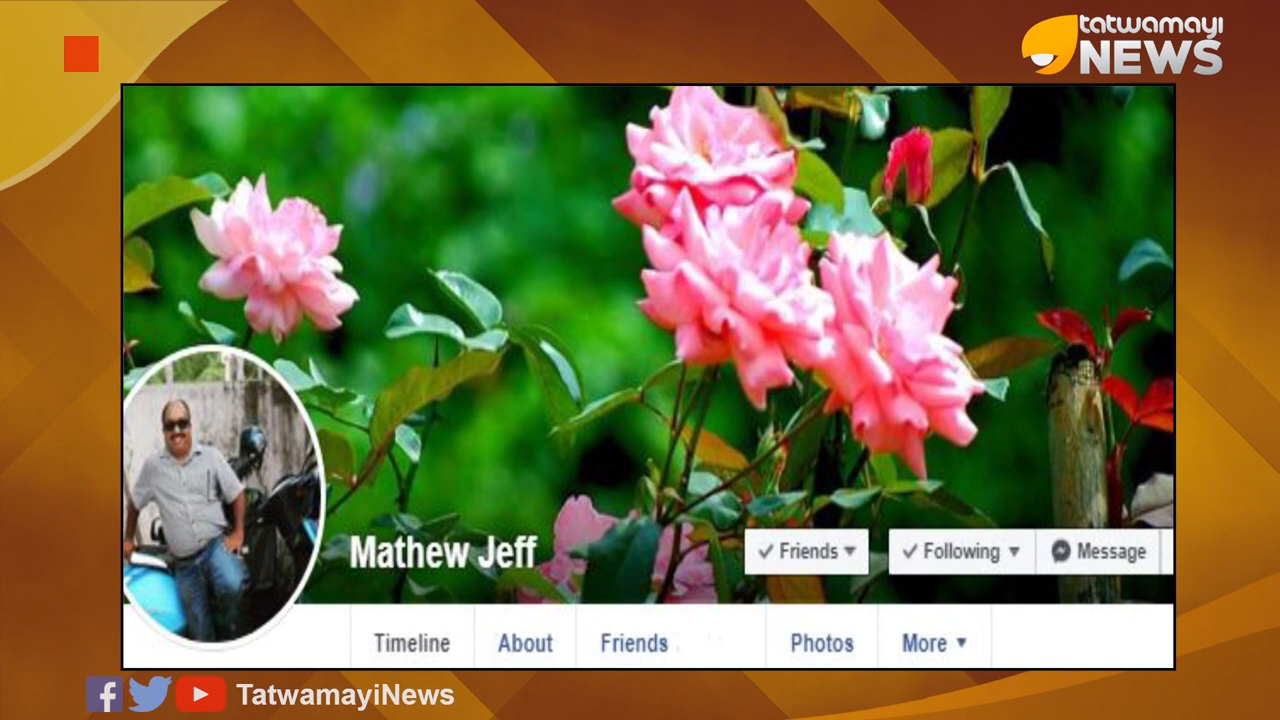 tatwamayi
NEWS
Mathew Jeff
Friends
Following
Message
Timeline
About
Friends
Photos
More
TatwamayiNews